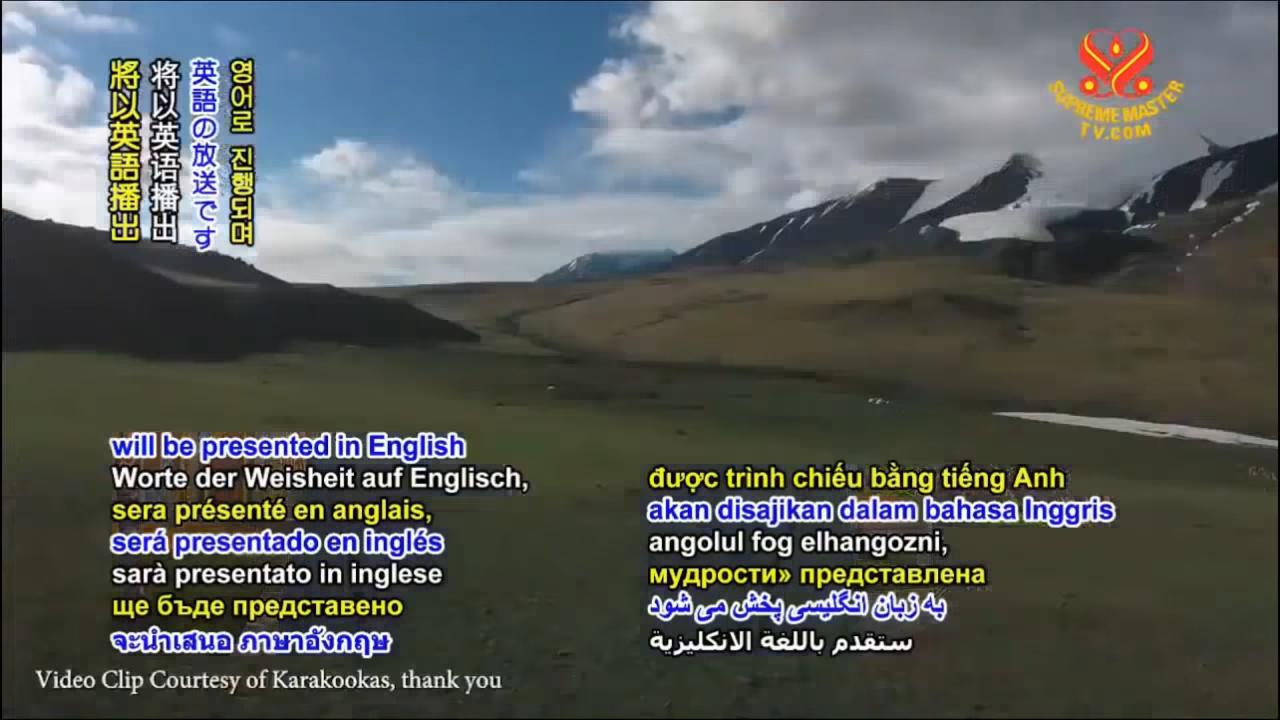 將以英語播出
将以英语播出
英語の放送です
영어로 진행되며
SUPREME MASTER
TV.COM
will be presented in English
Worte der Weisheit auf Englisch,
sera présenté en anglais,
será presentado en inglés
sarà presentato in inglese
ще бъде представено
จะนำเสนอ ภาษาอังกฤษ
được trình chiếu bằng tiếng Anh
akan disajikan dalam bahasa Inggris
angolul fog elhangozni,
мудрости» представлена
به زبان انگلیسی پخش می شود
ستقدم باللغة الانكليزية
Video Clip Courtesy of Karakookas, thank you